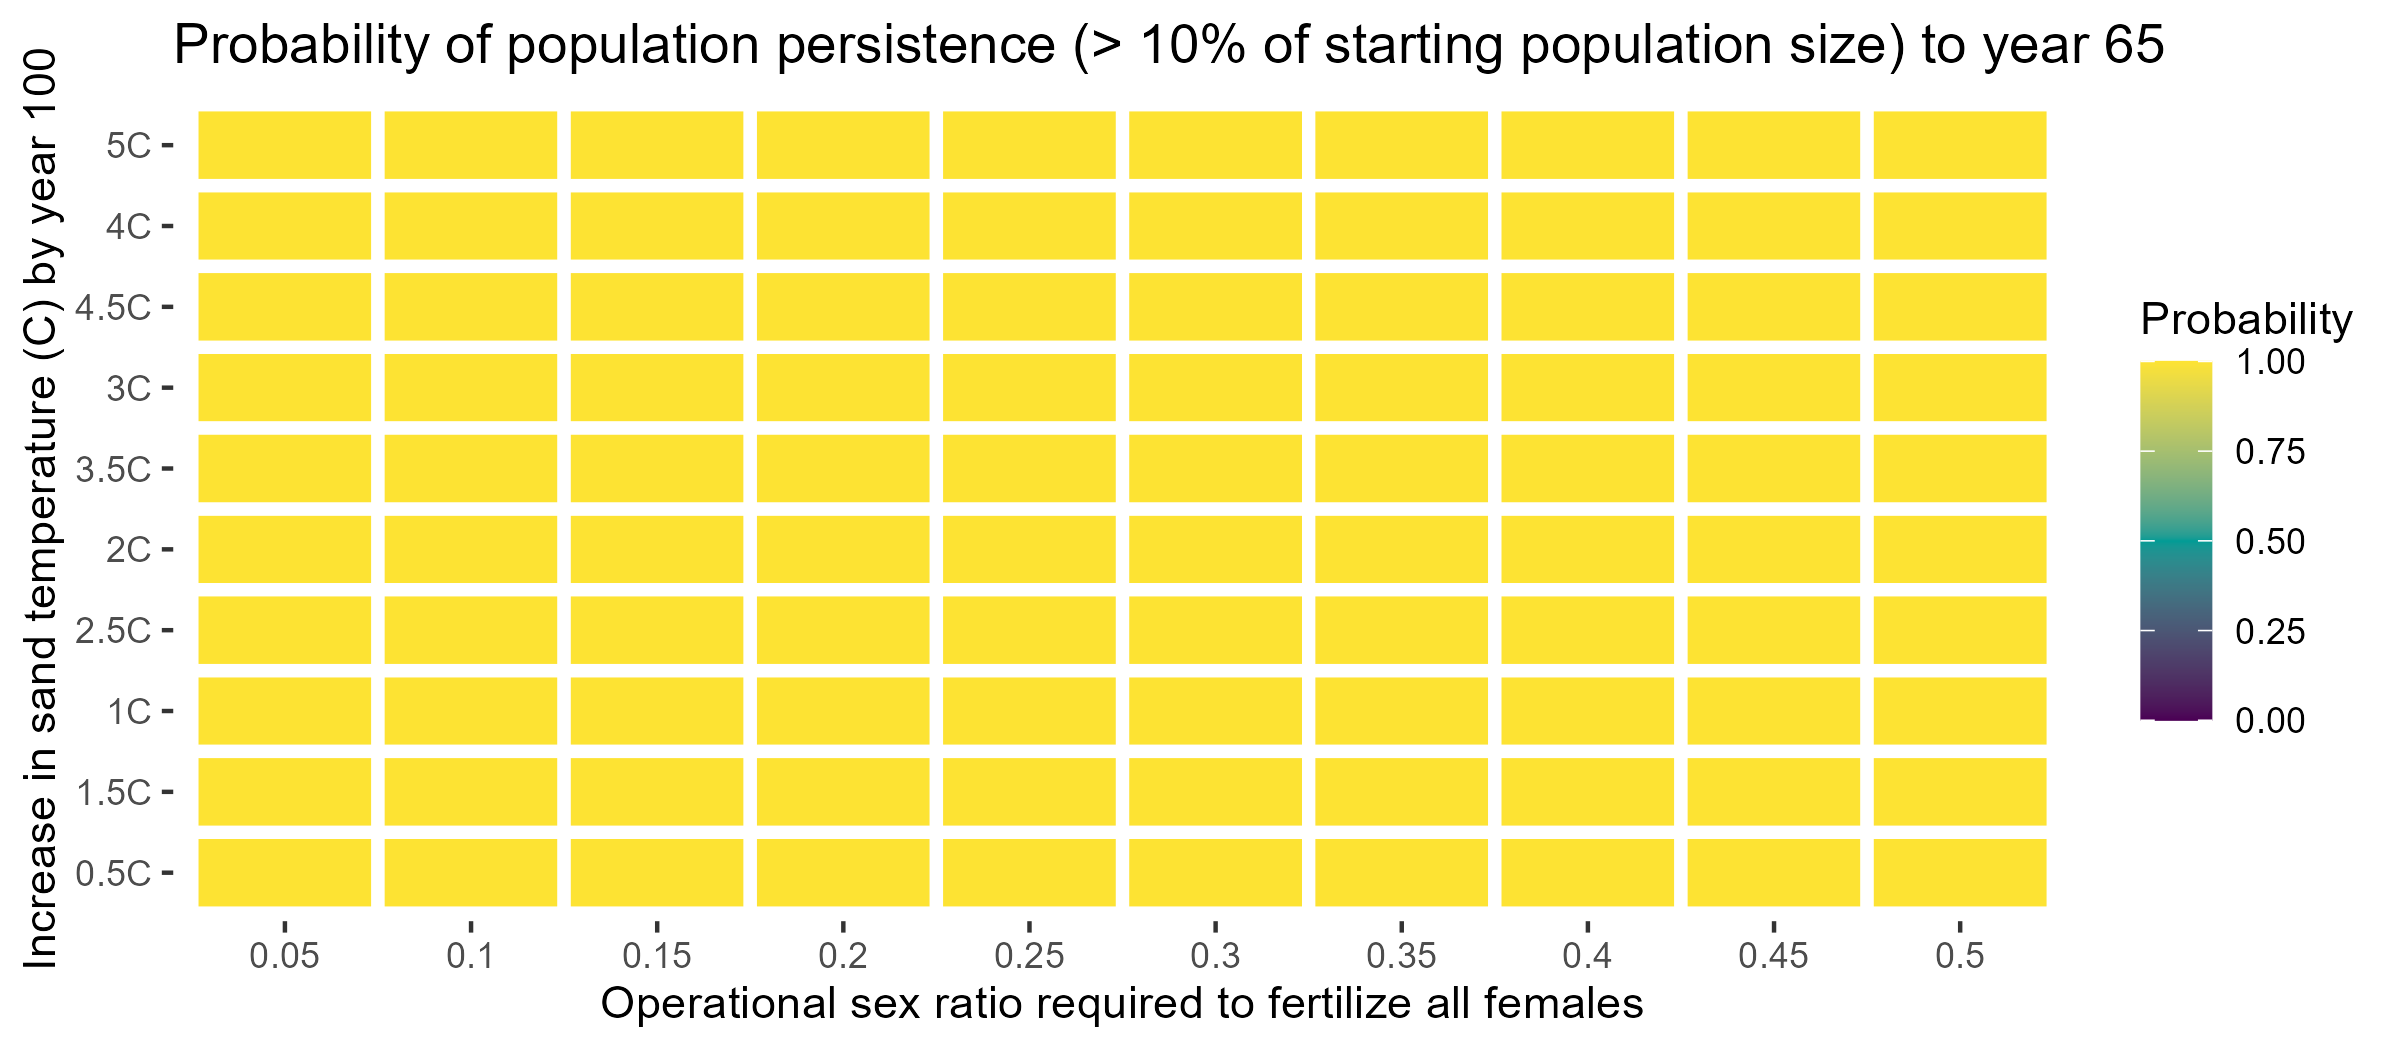 Probability of population persistence (> 10% of starting population size) to year 65
Increase in sand temperature (C) by year 100
5C
4C
4.5C
3C
3.5C
2C
2.5C
1C
1.5C
0.5C
0.05 0.1 0.15 0.2 0.25 0.3 0.35 0.4 0.45 0.5
Operational sex ratio required to fertilize all females
Probability
1.00
0.75
0.50
0.25
0.00